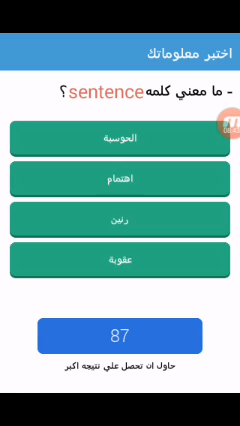 اختبر معلوماتك
- ما معني كلمه sentence ؟
الحوسبة
اهتمام
رنين
عقوبة
87
حاول ان تحصل علي نتيجه اكبر